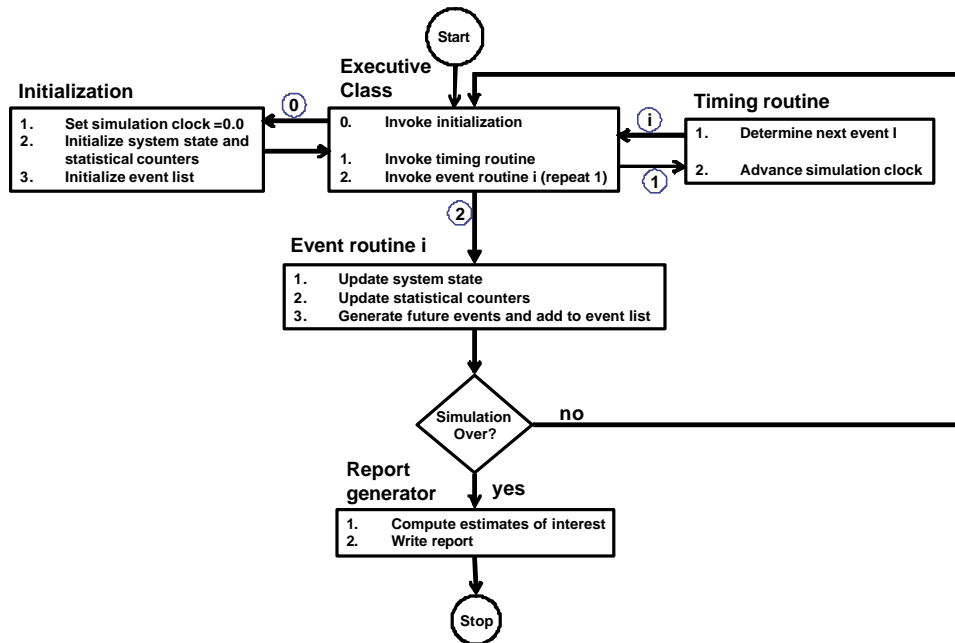 Start
Executive
Class
Initialization
0
1. Set simulation clock =0.0
2. Initialize system state and
statistical counters
3. Initialize event list
0. Invoke initialization
1. Invoke timing routine
2. Invoke event routine i (repeat 1)
i
1
Timing routine
1. Determine next event I
2. Advance simulation clock
2
Event routine i
1. Update system state
2. Update statistical counters
3. Generate future events and add to event list
Simulation
Over?
no
yes
Report
generator
1. Compute estimates of interest
2. Write report
Stop